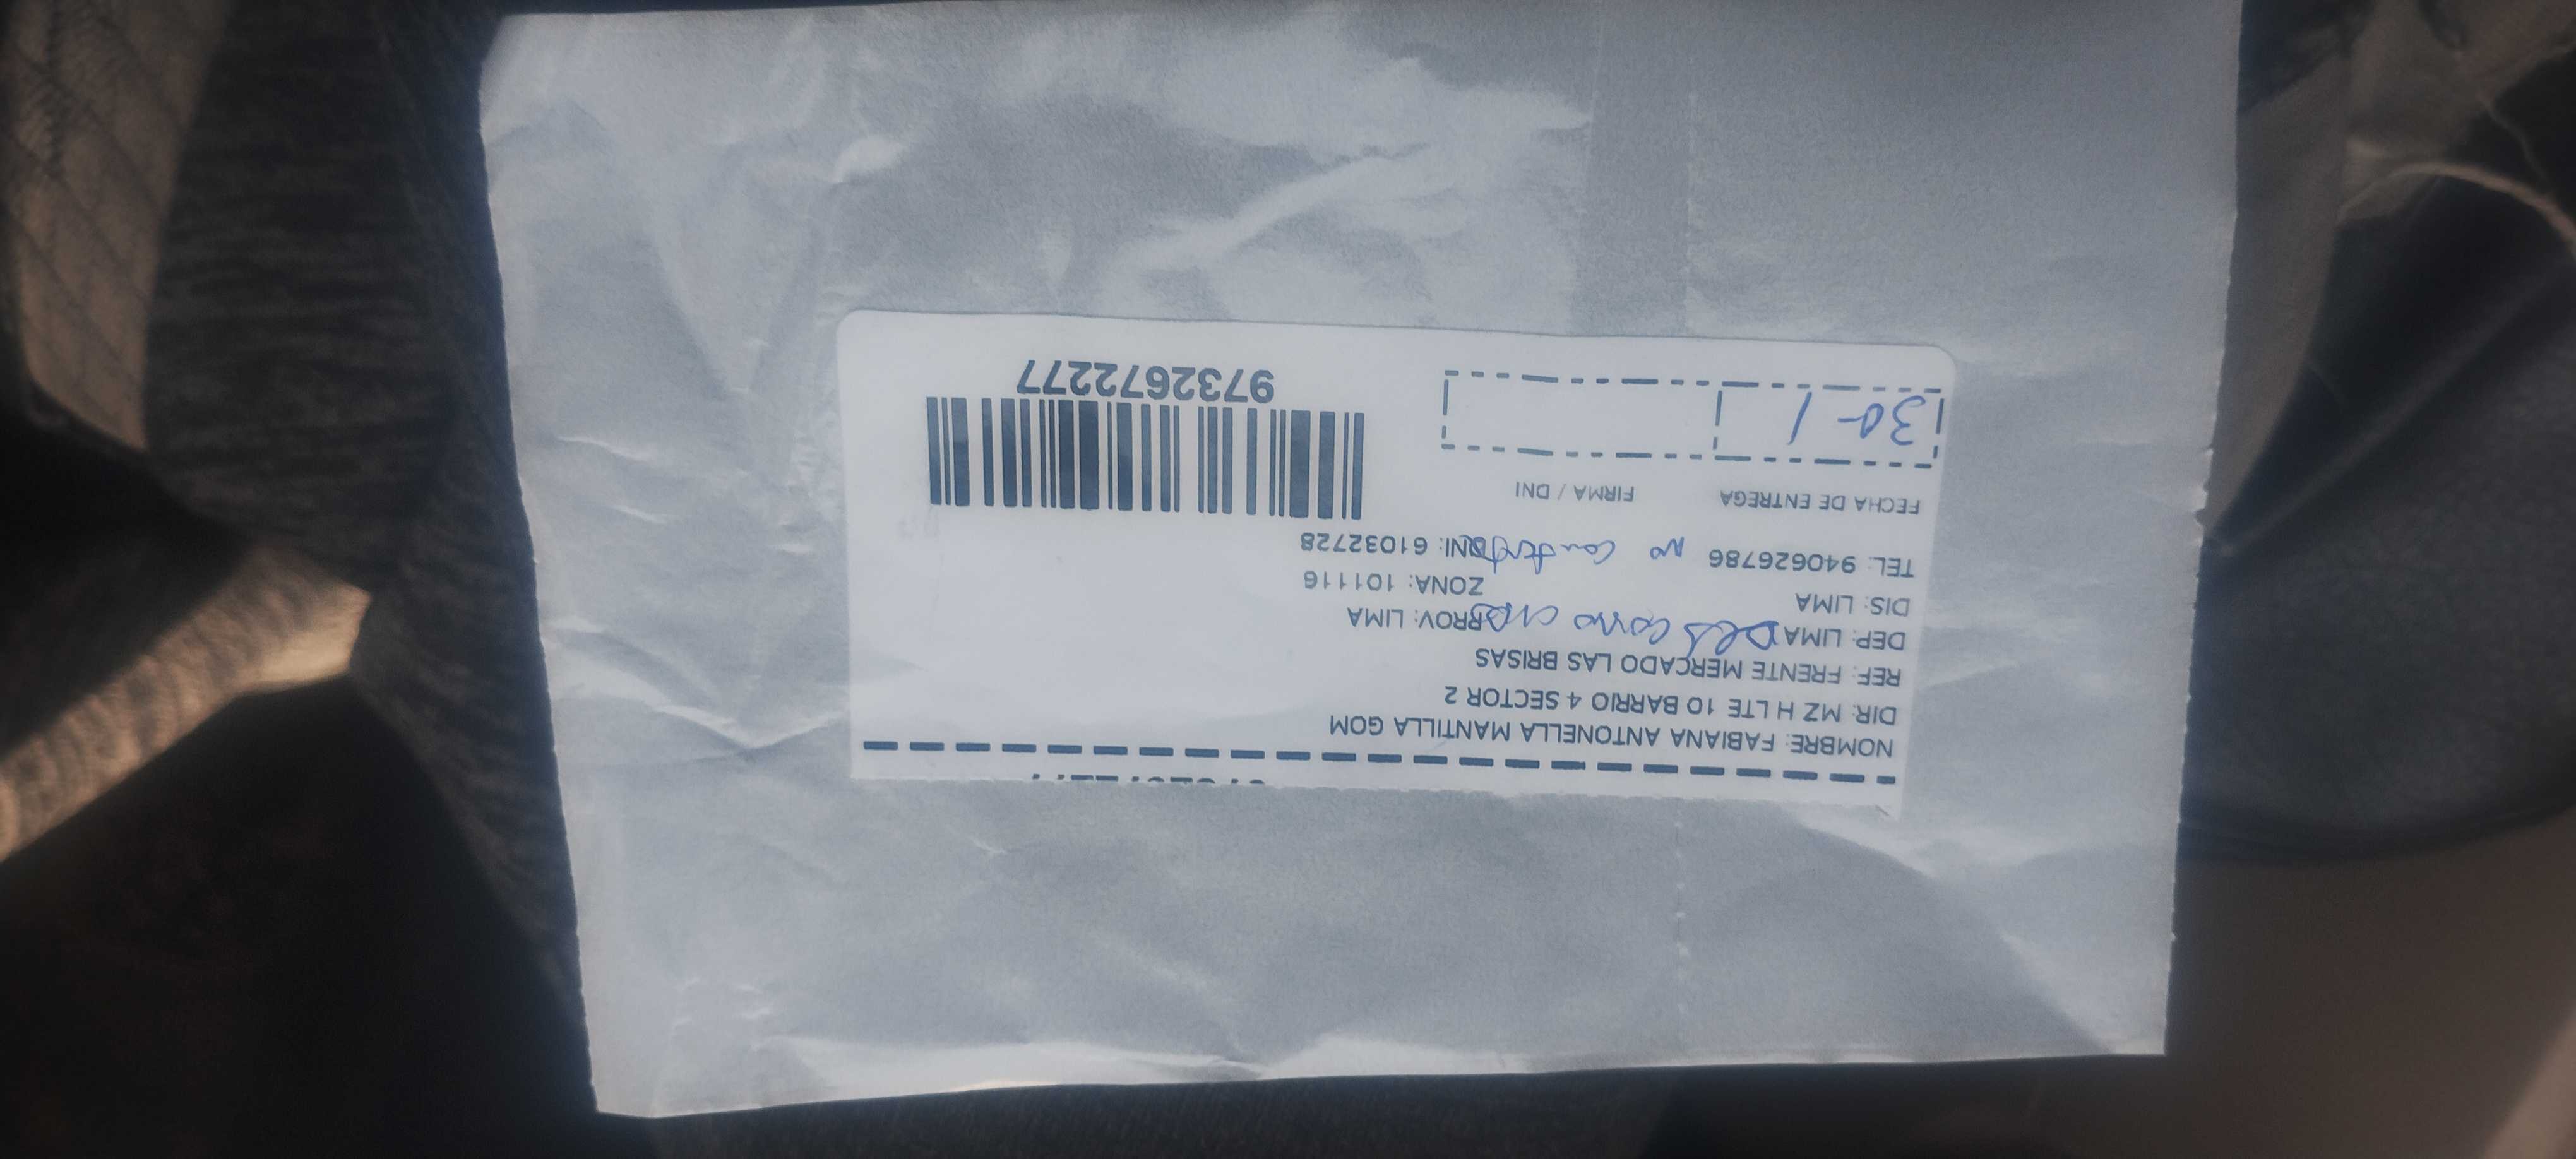 NOMBRE: FABIANA ANTONELLA MANTILLA GOM
DIR: MZ H LTE 10 BARRIO 4 SECTOR 2
REF: FRENTE MERCADO LAS BRISAS
DEP: LIMA PROV: LIMA
DIS: LIMA ZONA: 101116
TEL: 940626786 no contesta DNI: 61032728
FECHA DE ENTREGA FIRMA / DNI
30-1
9732672277